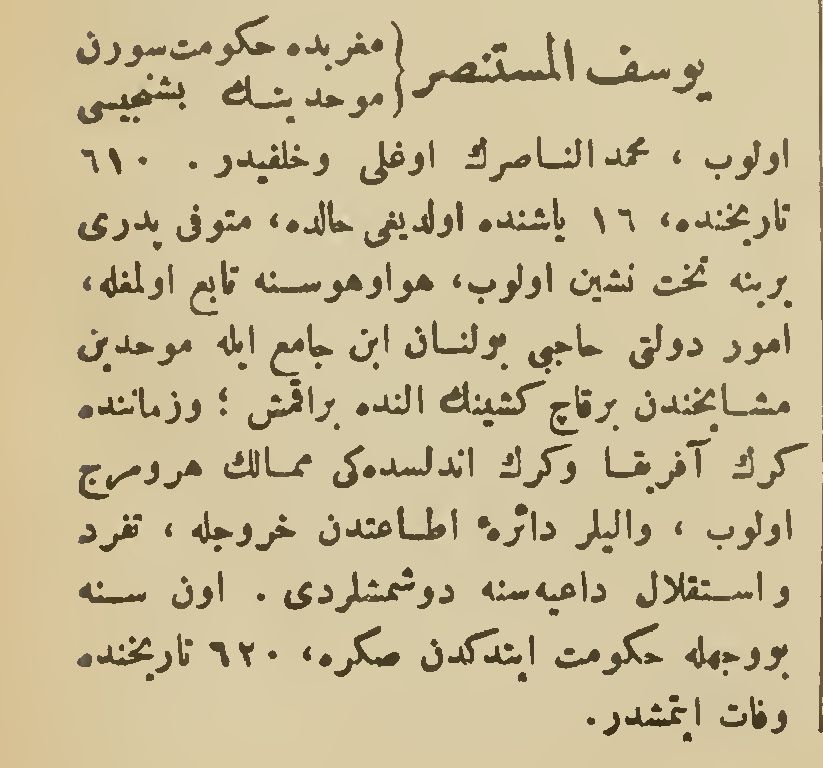 يوسف المستنصر { مغربده حكومت سورن
موحدينك بشنجيسى
اولوب ، محمد الناصرك اوغلى وخلفيدر . ٦١٠
تاريخنده، ١٦ ياشنده اولديغى حالده، متوفى پدرى
يرينه تخت نشين اولوب، هواوهوسنه تابع اولمغله،
امور دولتى حاجبى بولنان ابن جامع ايله موحدين
مشايخندن برقاچ كشينك النده براقمش ؛ وزماننده
كرك آفريقا وكرك اندلسده‌كى ممالك هرومرج
اولوب ، واليلر دائرۀ اطاعتدن خروجله ، تفرد
واستقلال داعيه‌سنه دوشمشلردى . اون سنه
بووجهله حكومت ايتدكدن صكره، ٦٢٠ تاريخنده
وفات ايتمشدر.